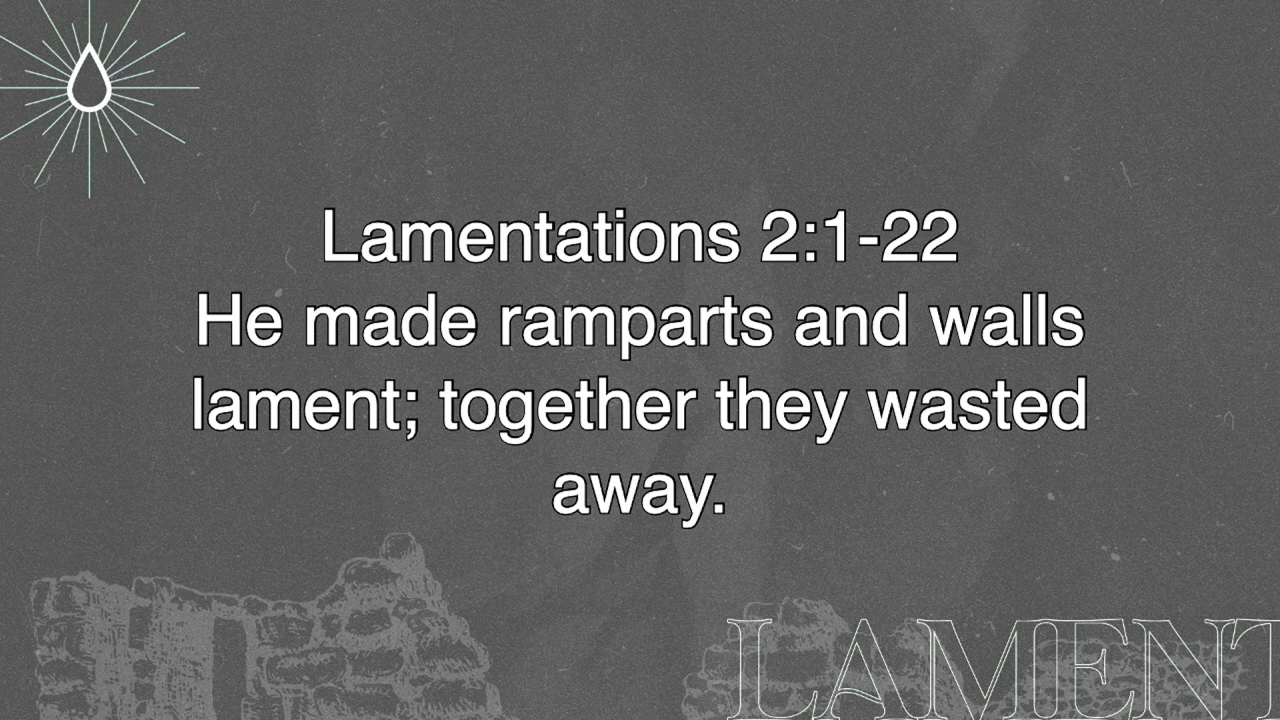 Lamentations 2:1-22
He made ramparts and walls
lament; together they wasted
away.
LAMENT